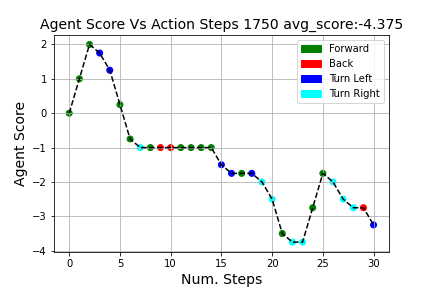 Agent Score Vs Action Steps 1750 avg_score:-4.375
Forward
Back
Turn Left
Turn Right
Agent Score
2
1
0
−1
−2
−3
−4
0 5 10 15 20 25 30
Num. Steps